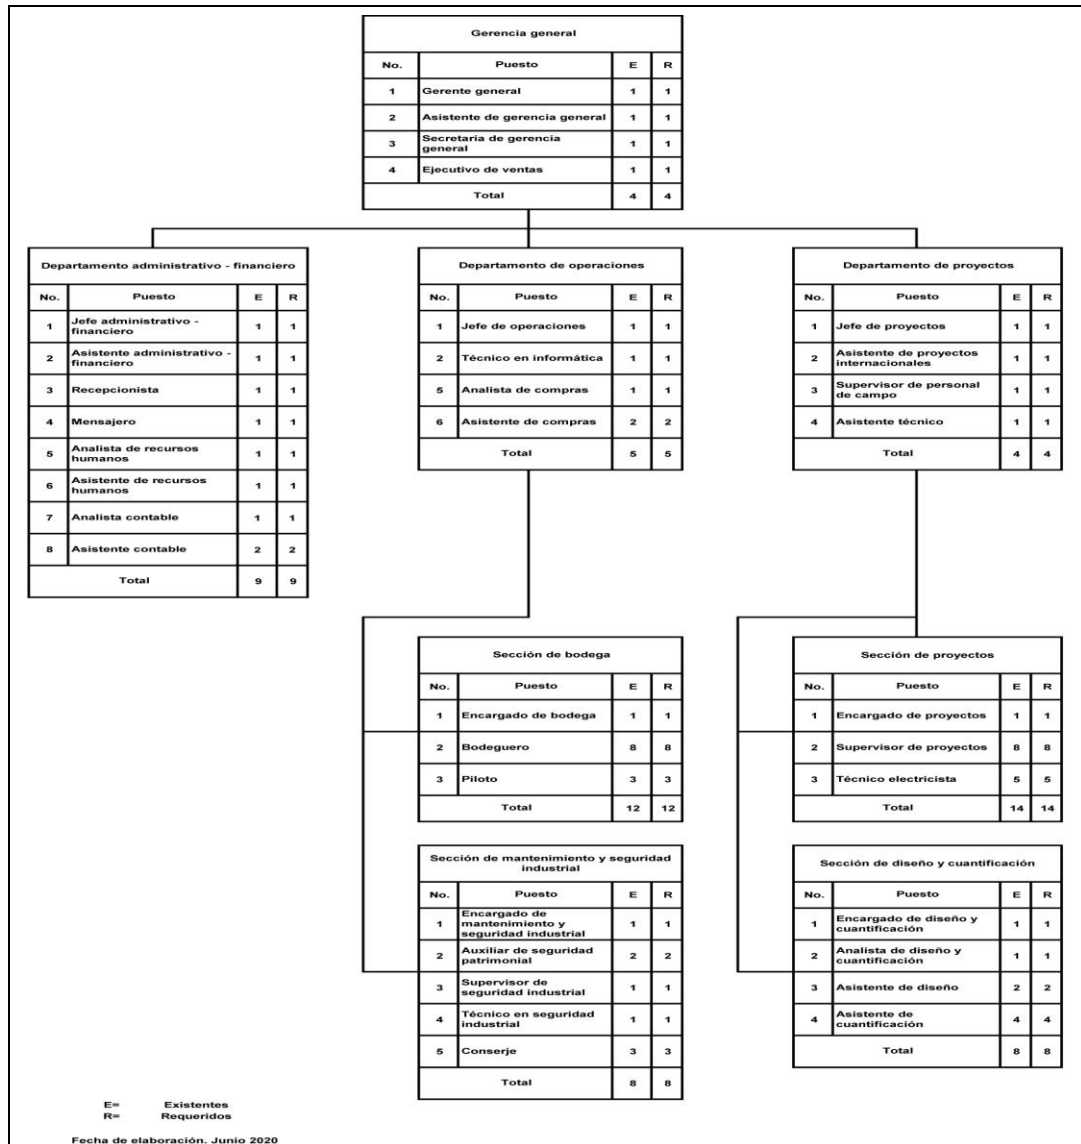 Gerencia general
No. Puesto E R
1 Gerente general 1 1
2 Asistente de gerencia general 1 1
3 Secretaria de gerencia
general 1 1
4 Ejecutivo de ventas 1 1
Total 4 4
Departamento administrativo - financiero
No. Puesto E R
1 Jefe administrativo -
financiero 1 1
2 Asistente administrativo -
financiero 1 1
3 Recepcionista 1 1
4 Mensajero 1 1
5 Analista de recursos
humanos 1 1
6 Asistente de recursos
humanos 1 1
7 Analista contable 1 1
8 Asistente contable 2 2
Total 9 9
Departamento de operaciones
No. Puesto E R
1 Jefe de operaciones 1 1
2 Técnico en informática 1 1
5 Analista de compras 1 1
6 Asistente de compras 2 2
Total 5 5
Departamento de proyectos
No. Puesto E R
1 Jefe de proyectos 1 1
2 Asistente de proyectos
internacionales 1 1
3 Supervisor de personal
de campo 1 1
4 Asistente técnico 1 1
Total 4 4
Sección de bodega
No. Puesto E R
1 Encargado de bodega 1 1
2 Bodeguero 8 8
3 Piloto 3 3
Total 12 12
Sección de proyectos
No. Puesto E R
1 Encargado de proyectos 1 1
2 Supervisor de proyectos 8 8
3 Técnico electricista 5 5
Total 14 14
Sección de mantenimiento y seguridad
industrial
No. Puesto E R
1 Encargado de
mantenimiento y
seguridad industrial 1 1
2 Auxiliar de seguridad
patrimonial 2 2
3 Supervisor de
seguridad industrial 1 1
4 Técnico en seguridad
industrial 1 1
5 Conserje 3 3
Total 8 8
Sección de diseño y cuantificación
No. Puesto E R
1 Encargado de diseño y
cuantificación 1 1
2 Analista de diseño y
cuantificación 1 1
3 Asistente de diseño 2 2
4 Asistente de
cuantificación 4 4
Total 8 8
E= Existentes
R= Requeridos
Fecha de elaboración. Junio 2020